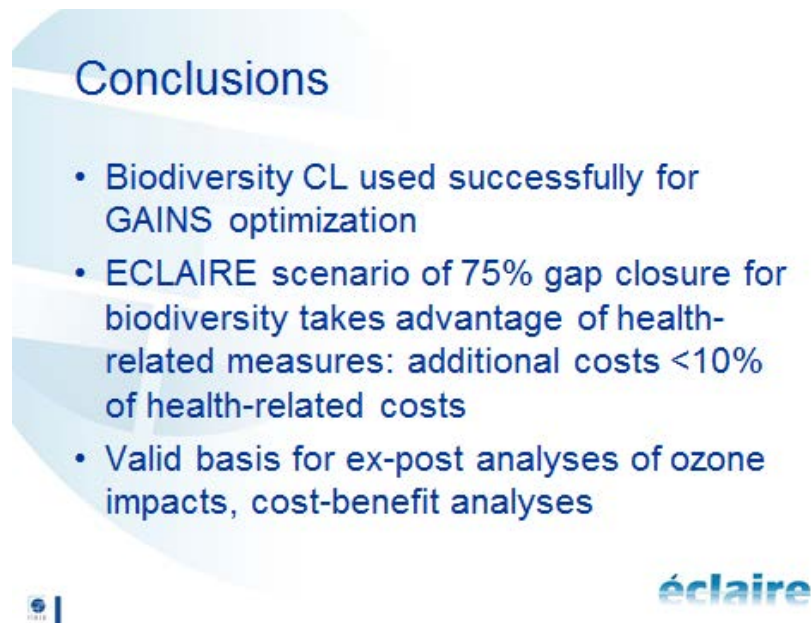 Conclusions
• Biodiversity CL used successfully for
GAINS optimization
• ECLAIRE scenario of 75% gap closure for
biodiversity takes advantage of health-
related measures: additional costs <10%
of health-related costs
• Valid basis for ex-post analyses of ozone
impacts, cost-benefit analyses
éclaire